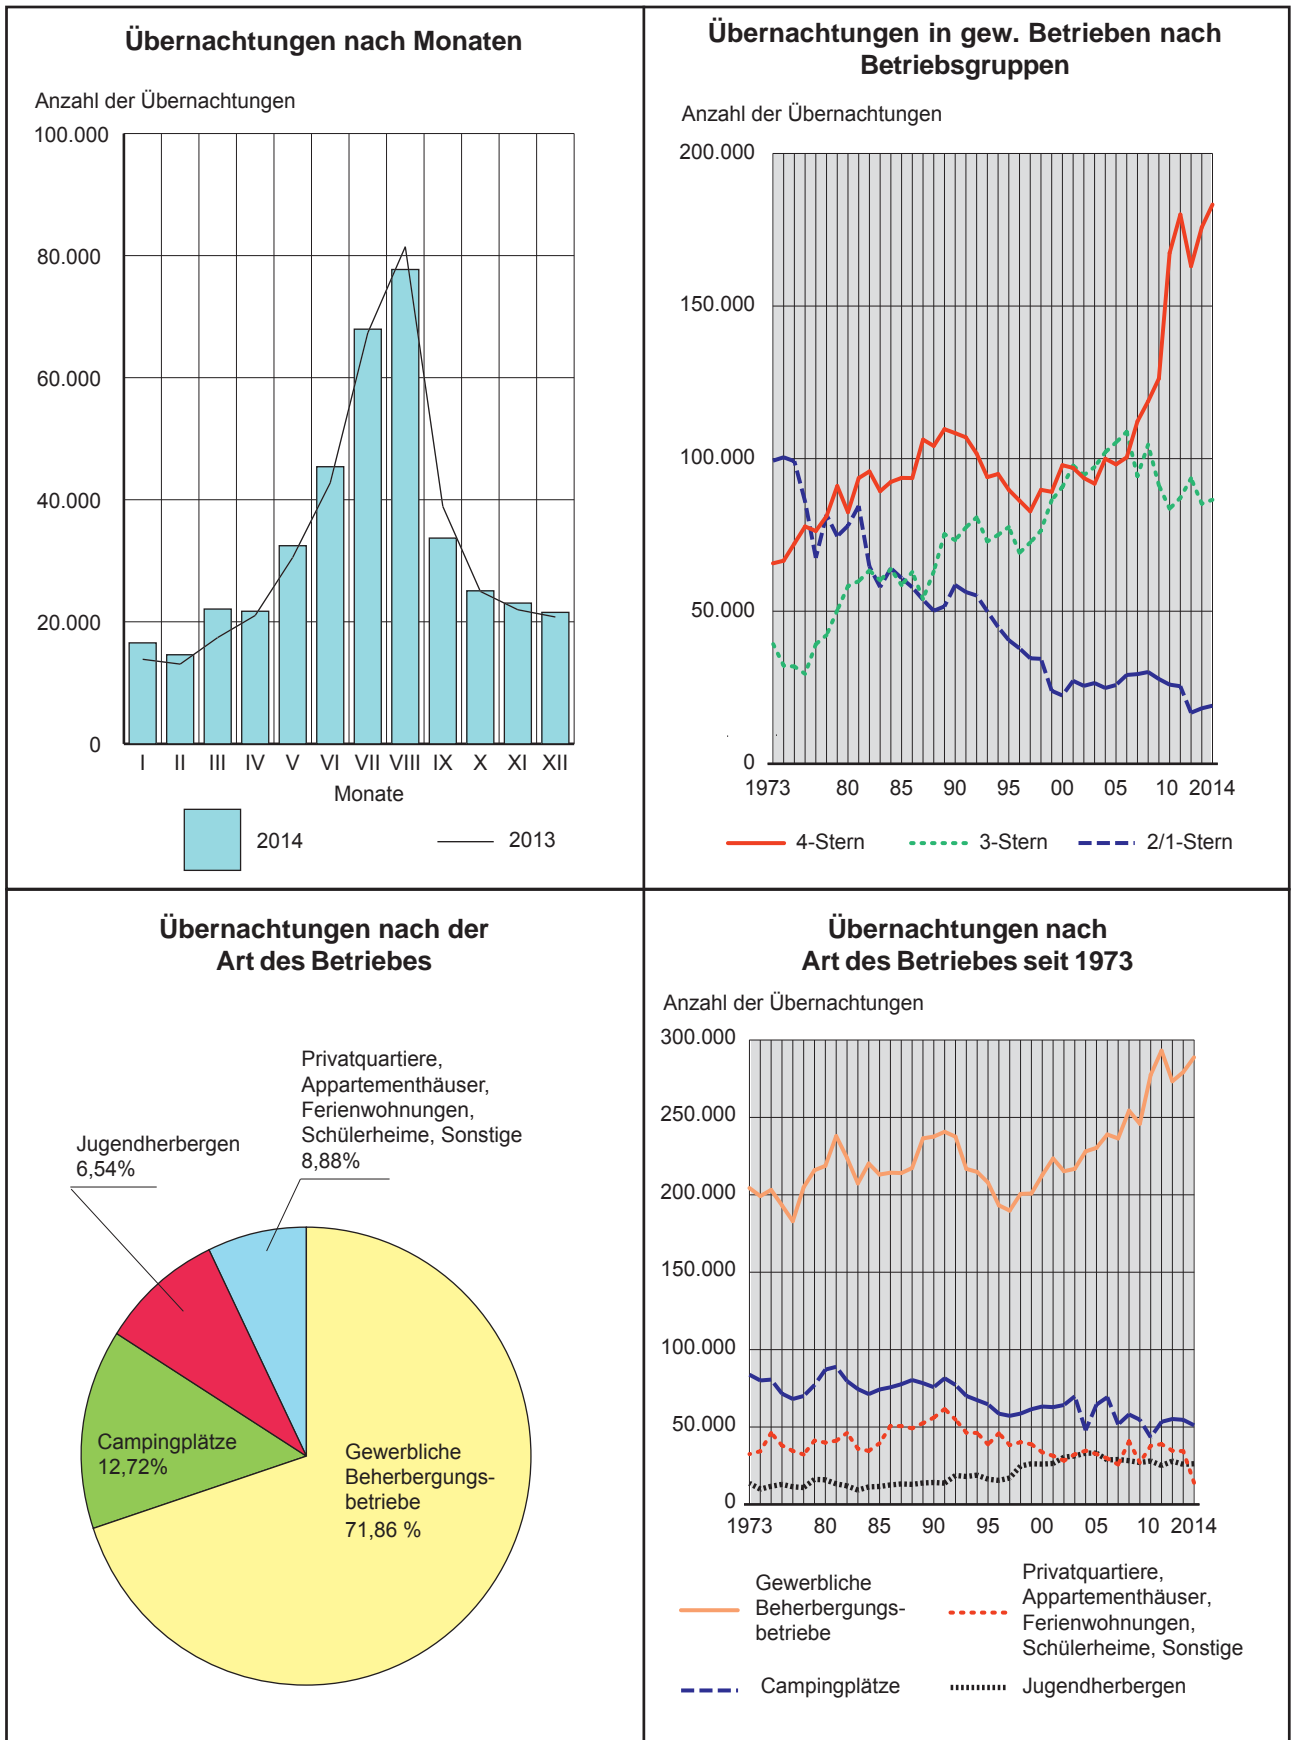 Übernachtungen nach Monaten
Anzahl der Übernachtungen
100.000
80.000
60.000
40.000
20.000
0
I II III IV V VI VII VIII IX X XI XII
Monate
2014 2013
Übernachtungen in gew. Betrieben nach
Betriebsgruppen
Anzahl der Übernachtungen
200.000
150.000
100.000
50.000
0
1973 80 85 90 95 00 05 10 2014
4-Stern 3-Stern 2/1-Stern
Übernachtungen nach der
Art des Betriebes
Privatquartiere,
Appartementhäuser,
Ferienwohnungen,
Schülerheime, Sonstige
8,88%
Jugendherbergen
6,54%
Campingplätze
12,72%
Gewerbliche
Beherbergungs-
betriebe
71,86 %
Übernachtungen nach
Art des Betriebes seit 1973
Anzahl der Übernachtungen
300.000
250.000
200.000
150.000
100.000
50.000
0
1973 80 85 90 95 00 05 10 2014
Gewerbliche
Beherbergungs-
betriebe
Privatquartiere,
Appartementhäuser,
Ferienwohnungen,
Schülerheime, Sonstige
Campingplätze
Jugendherbergen